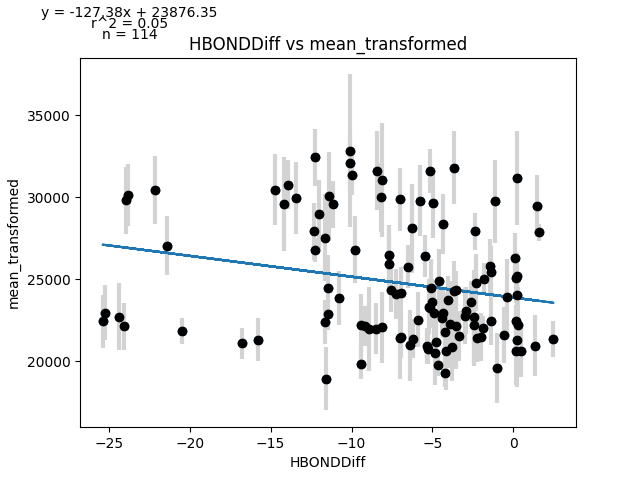 y = -127.38x + 23876.35
r^2 = 0.05
n = 114
HBONDDiff vs mean_transformed
35000
30000
25000
20000
mean_transformed
−25
−20
−15
−10
−5
0
HBONDDiff